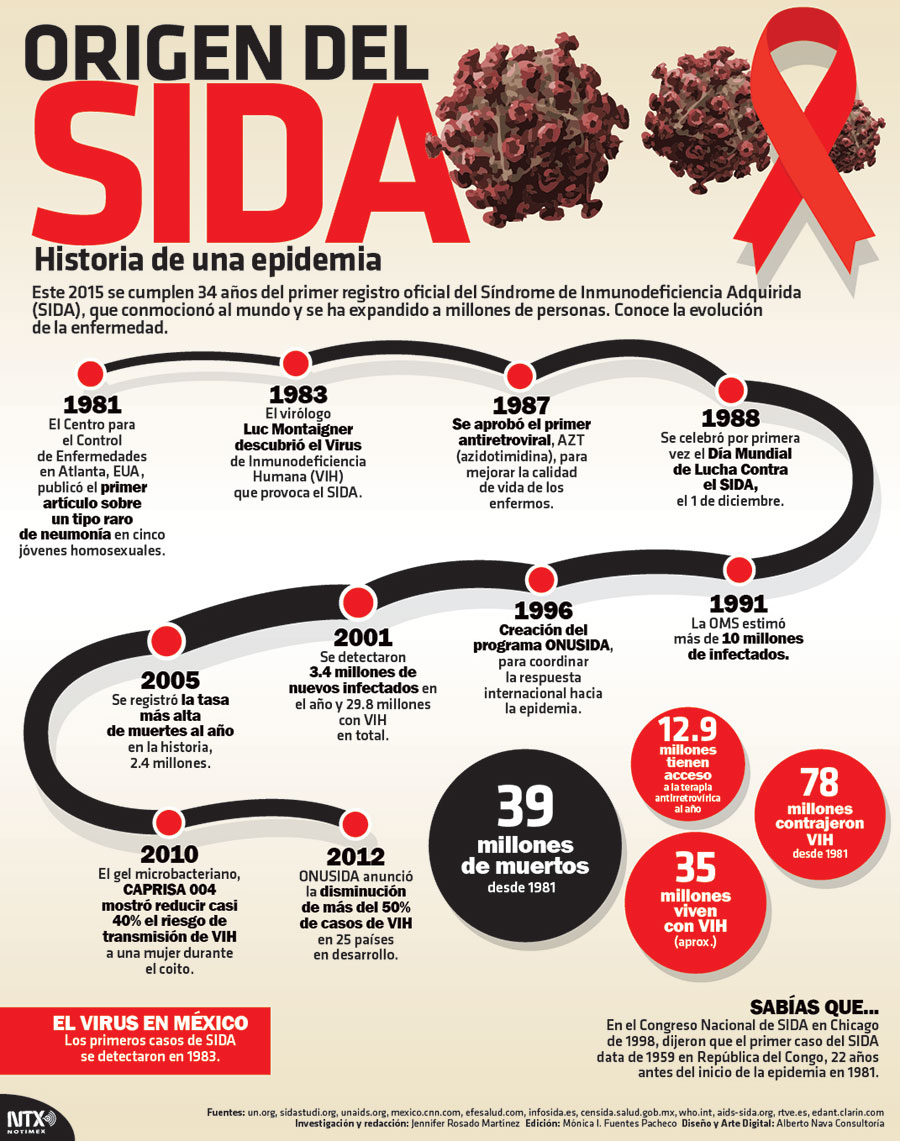 ORIGEN DEL
SIDA
Historia de una epidemia
Este 2015 se cumplen 34 años del primer registro oficial del Síndrome de Inmunodeficiencia Adquirida
(SIDA), que conmocionó al mundo y se ha expandido a millones de personas. Conoce la evolución
de la enfermedad.
1981
El Centro para
el Control
de Enfermedades
en Atlanta, EUA,
publicó el primer
artículo sobre
un tipo raro
de neumonía en cinco
jóvenes homosexuales.
1983
El virólogo
Luc Montaigner
descubrió el Virus
de Inmunodeficiencia
Humana (VIH)
que provoca el SIDA.
1987
Se aprobó el primer
antiretroviral, AZT
(azidotimidina), para
mejorar la calidad
de vida de los
enfermos.
1988
Se celebró por primera
vez el Día Mundial
de Lucha Contra
el SIDA,
el 1 de diciembre.
1991
La OMS estimó
más de 10 millones
de infectados.
1996
Creación del
programa ONUSIDA,
para coordinar
la respuesta
internacional hacia
la epidemia.
2001
Se detectaron
3.4 millones de
nuevos infectados en
el año y 29.8 millones
con VIH
en total.
2005
Se registró la tasa
más alta
de muertes al año
en la historia,
2.4 millones.
2010
El gel microbacteriano,
CAPRISA 004
mostró reducir casi
40% el riesgo de
transmisión de VIH
a una mujer durante
el coito.
2012
ONUSIDA anunció
la disminución
de más del 50%
de casos de VIH
en 25 países
en desarrollo.
39
millones
de muertos
desde 1981
12.9
millones
tienen
acceso
a la terapia
antirretrovírica
al año
78
millones
contrajeron
VIH
desde 1981
35
millones
viven
con VIH
(aprox.)
EL VIRUS EN MÉXICO
Los primeros casos de SIDA
se detectaron en 1983.
SABÍAS QUE...
En el Congreso Nacional de SIDA en Chicago
de 1998, dijeron que el primer caso del SIDA
data de 1959 en República del Congo, 22 años
antes del inicio de la epidemia en 1981.
NTX
NOTIMEX
Fuentes: un.org, sidastudi.org, unaids.org, mexico.cnn.com, efesalud.com, infosida.es, censida.salud.gob.mx, who.int, aids-sida.org, rtve.es, edant.clarin.com
Investigación y redacción: Jennifer Rosado Martínez Edición: Mónica I. Fuentes Pacheco Diseño y Arte Digital: Alberto Nava Consultoría